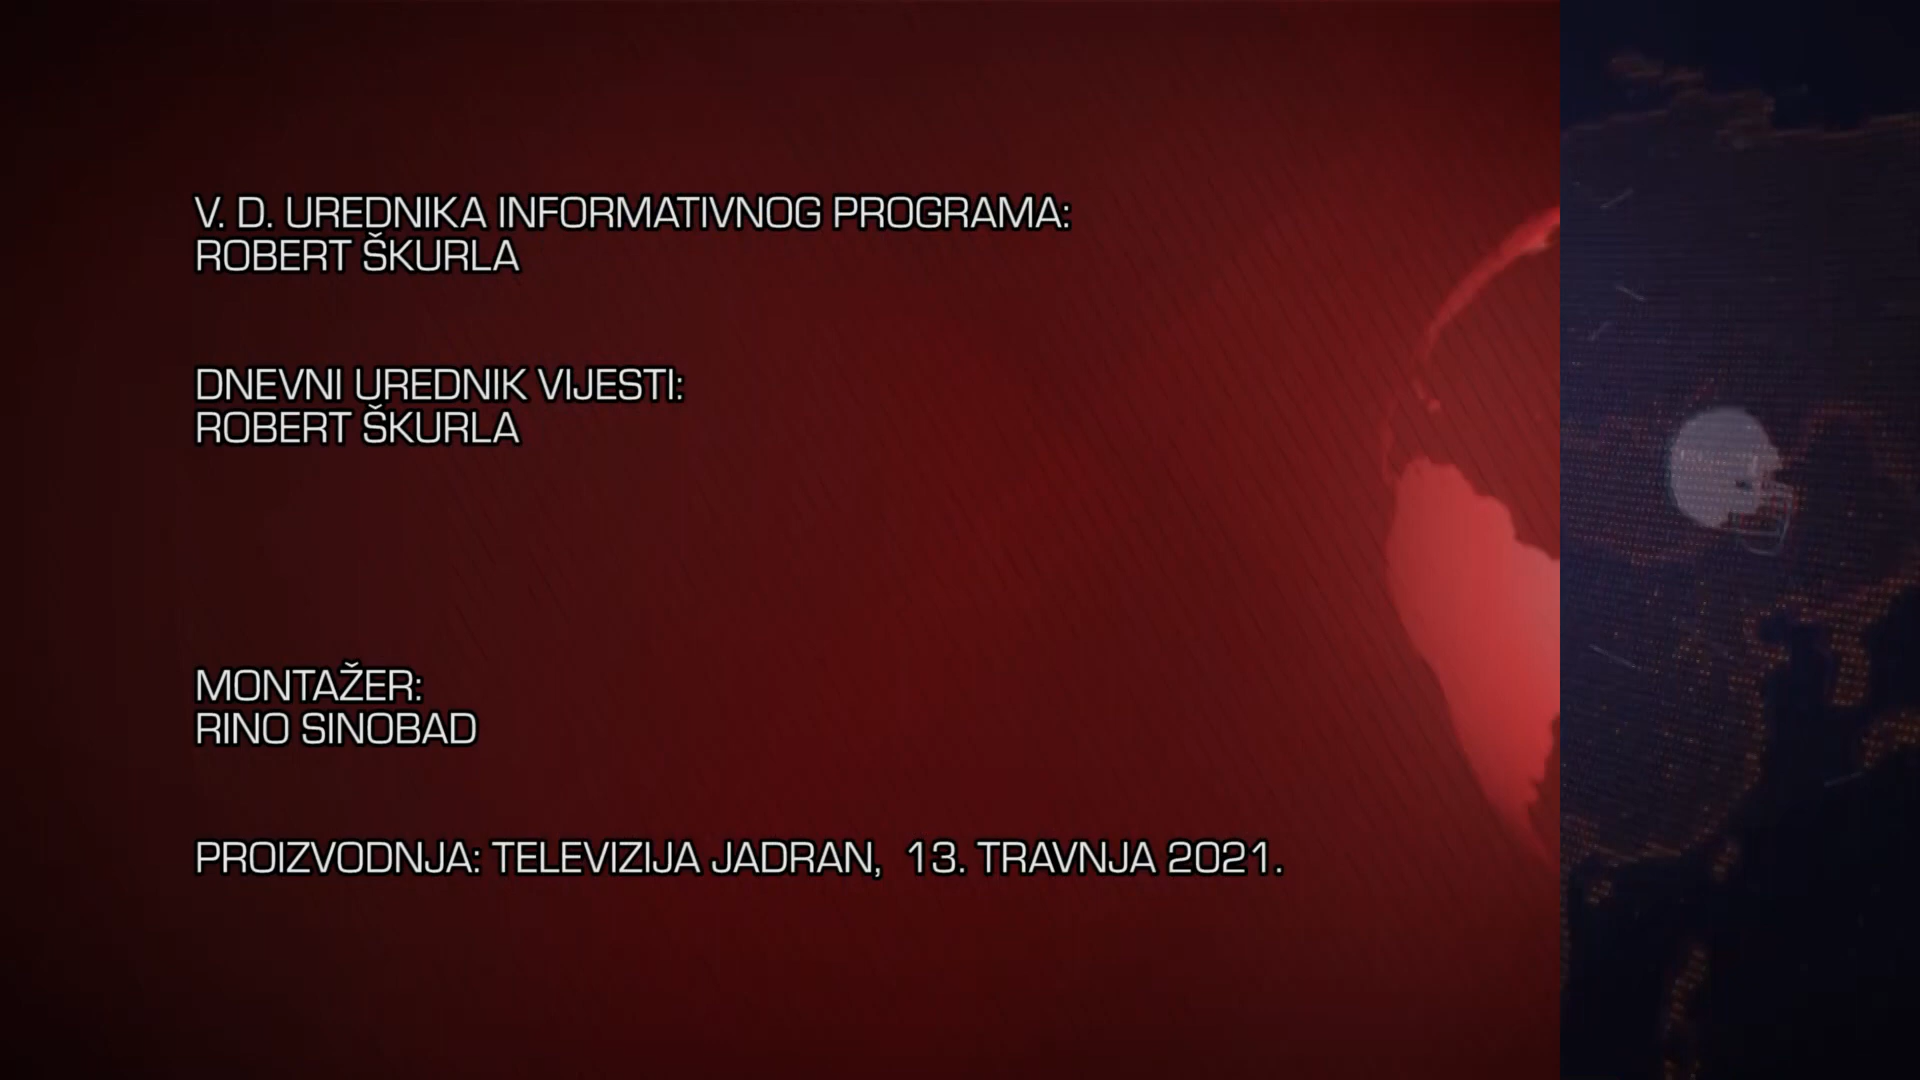 V. D. UREDNIKA INFORMATIVNOG PROGRAMA:
ROBERT ŠKURLA
DNEVNI UREDNIK VIJESTI:
ROBERT ŠKURLA
MONTAŽER:
RINO SINOBAD
PROIZVODNJA: TELEVIZIJA JADRAN, 13. TRAVNJA 2021.